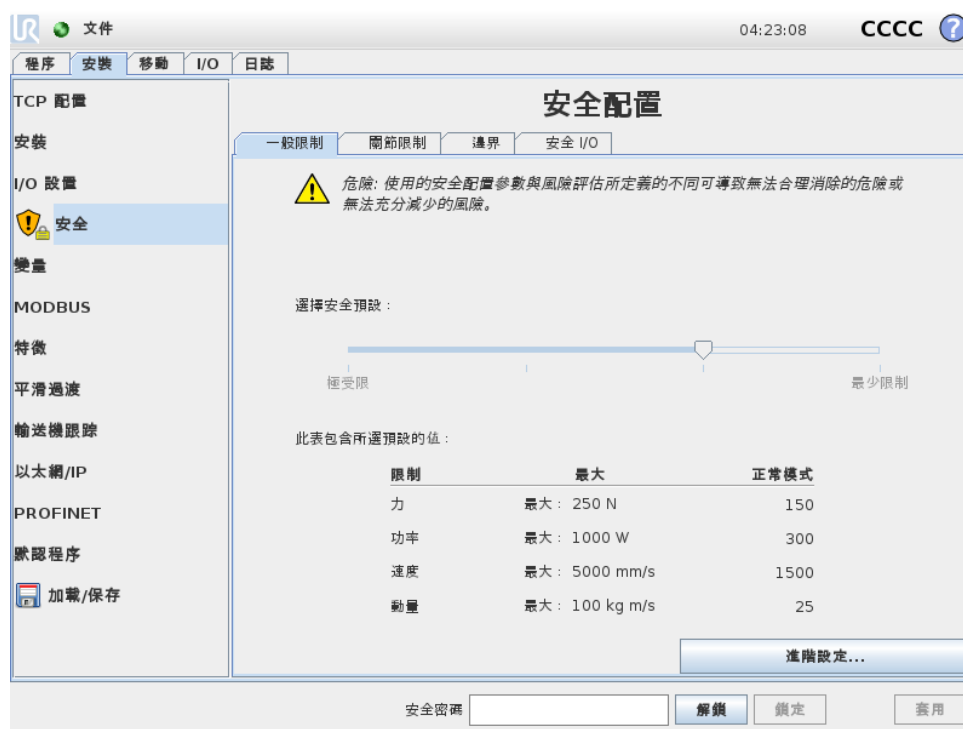 UR 文件 04:23:08 CCCC ?
程序 安裝 移動 I/O 日誌
TCP 配置
安裝
I/O 設置
安全
變量
MODBUS
特徵
平滑過渡
輸送機跟踪
以太網/IP
PROFINET
默認程序
加載/保存
安全配置
一般限制 關節限制 邊界 安全 I/O
危險: 使用的安全配置參數與風險評估所定義的不同可導致無法合理消除的危險或
無法充分減少的風險。
選擇安全預設：
極受限 最少限制
此表包含所選預設的值：
限制 最大 正常模式
力 最大： 250 N 150
功率 最大： 1000 W 300
速度 最大： 5000 mm/s 1500
動量 最大： 100 kg m/s 25
進階設定...
安全密碼 解鎖 鎖定 套用